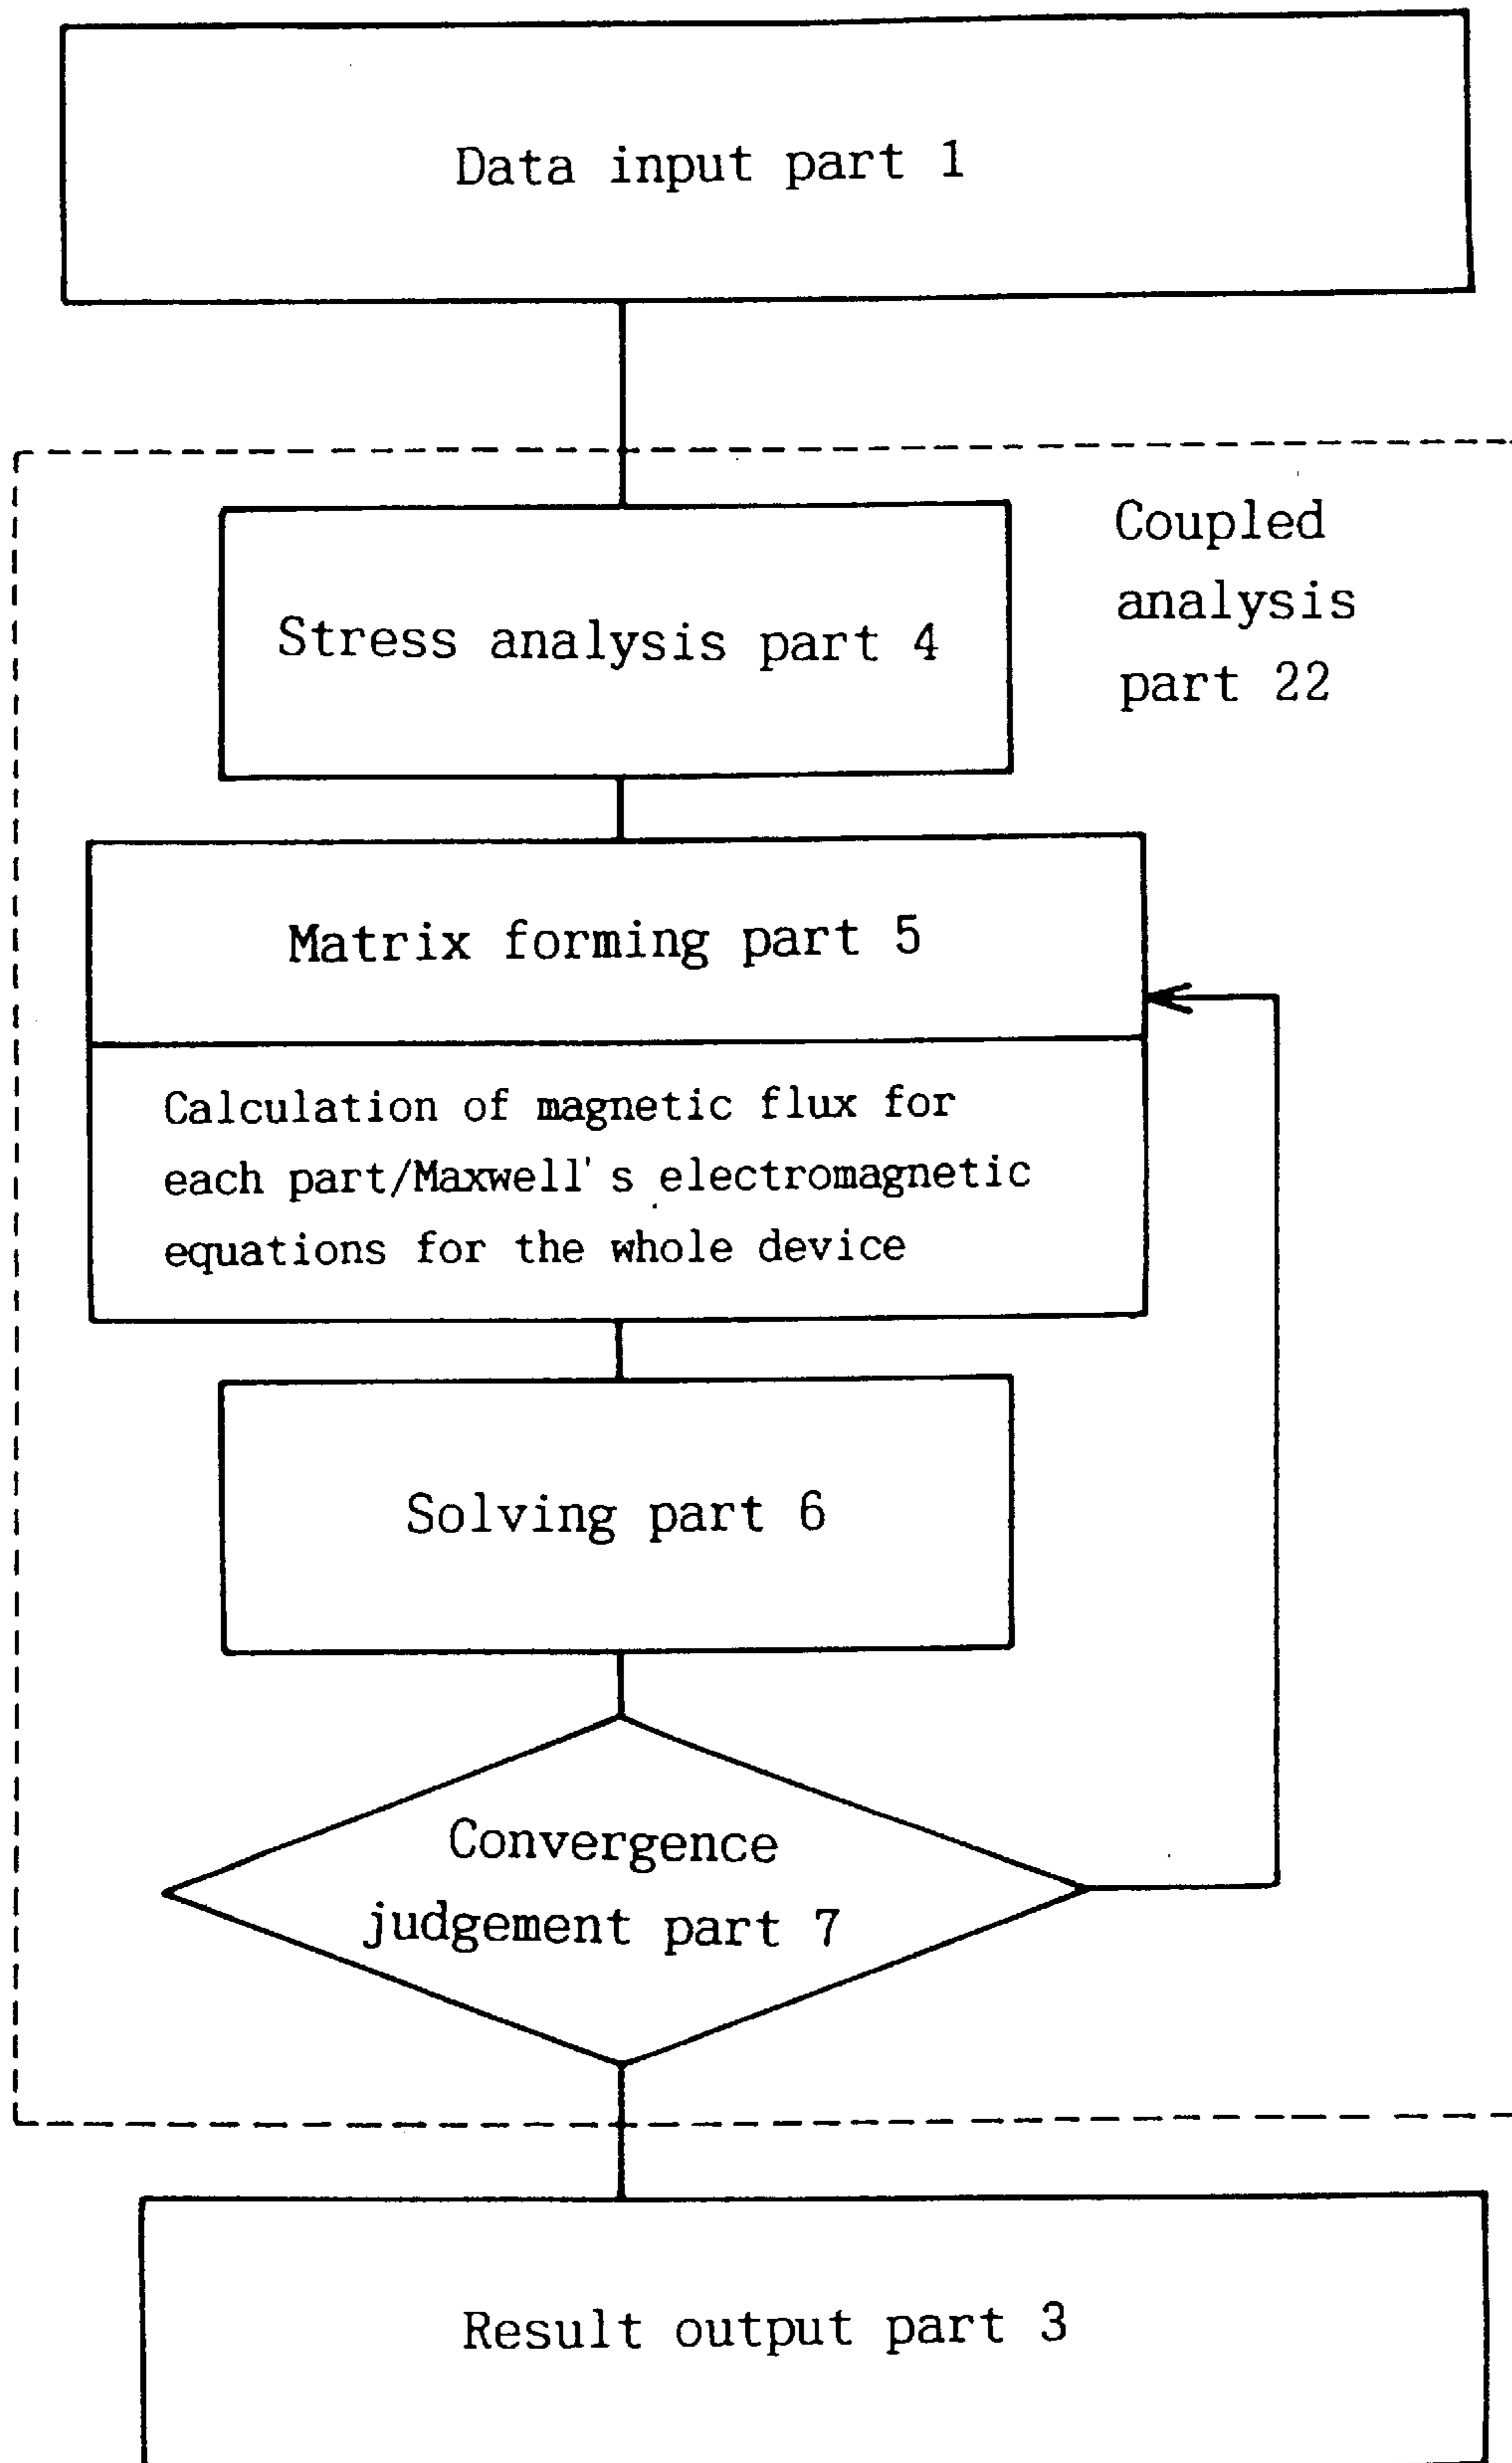 Data input part 1
Coupled
analysis
part 22
Stress analysis part 4
Matrix forming part 5
Calculation of magnetic flux for
each part/Maxwell's electromagnetic
equations for the whole device
Solving part 6
Convergence
judgement part 7
Result output part 3